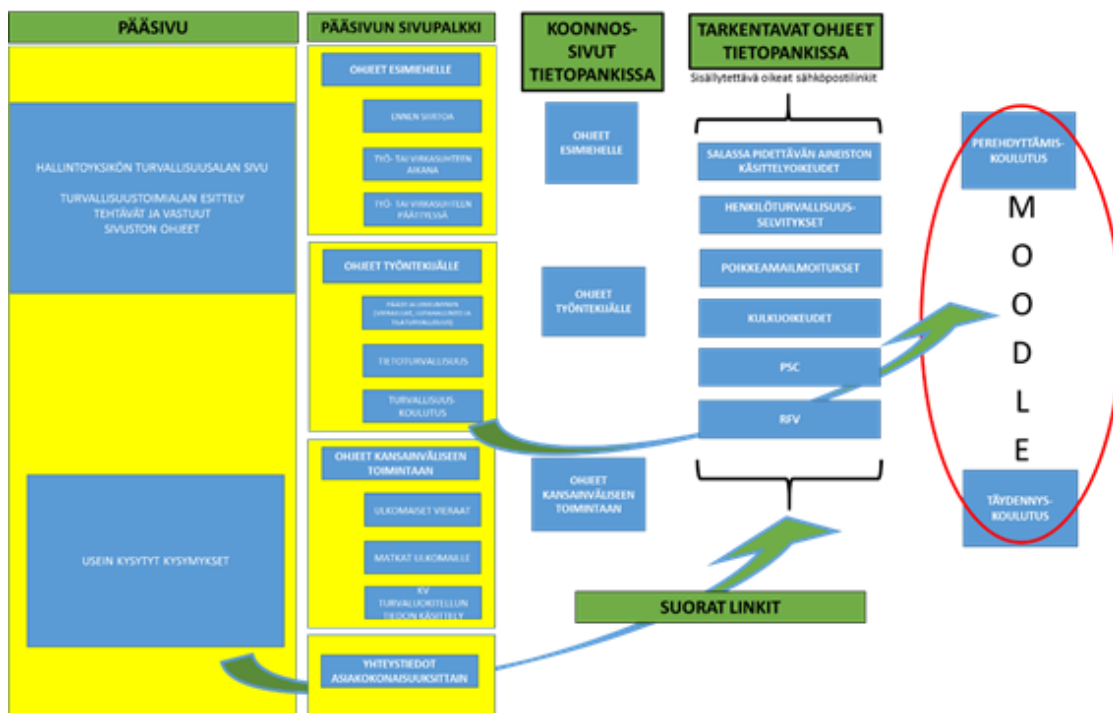 PÄÄSIVU
HALLINTOYKSIKÖN TURVALLISUUSALAN SIVU
TURVALLISUUSTOIMIALAN ESITTELY
TEHTÄVÄT JA VASTUUT
SIVUSTON OHJEET
USEIN KYSYTYT KYSYMYKSET
PÄÄSIVUN SIVUPALKKI
OHJEET ESIMIEHELLE
ENNEN SIIRTOA
TYÖ- TAI VIRKASUHTEEN
AIKANA
TYÖ- TAI VIRKASUHTEEN
PÄÄTTYESSÄ
OHJEET TYÖNTEKIJÄLLE
TIETOTURVALLISUUS
TURVALLISUUS-
KOULUTUS
OHJEET KANSAINVÄLISEEN
TOIMINTAAN
ULKOMAISET VIERAAT
MATKAT ULKOMAILLE
KV
TURVALUOKITELLUN
TIEDON KÄSITTELY
YHTEYSTIEDOT
ASIAKOKONAISUUKSITTAIN
KOONNOS-
SIVUT
TIETOPANKISSA
OHJEET
ESIMIEHELLE
OHJEET
TYÖNTEKIJÄLLE
OHJEET
KANSAINVÄLISEEN
TOIMINTAAN
TARKENTAVAT OHJEET
TIETOPANKISSA
Sisällytettävä oikeat sähköpostilinkit
SALASSA PIDETTÄVÄN AINEISTON
KÄSITTELYOIKEUDET
HENKILÖTURVALLISUUS-
SELVITYKSET
POIKKEAMAILMOITUKSET
KULKUOIKEUDET
PSC
RFV
SUORAT LINKIT
PEREHDYTTÄMIS-
KOULUTUS
M
O
O
D
L
E
TÄYDENNYS-
KOULUTUS